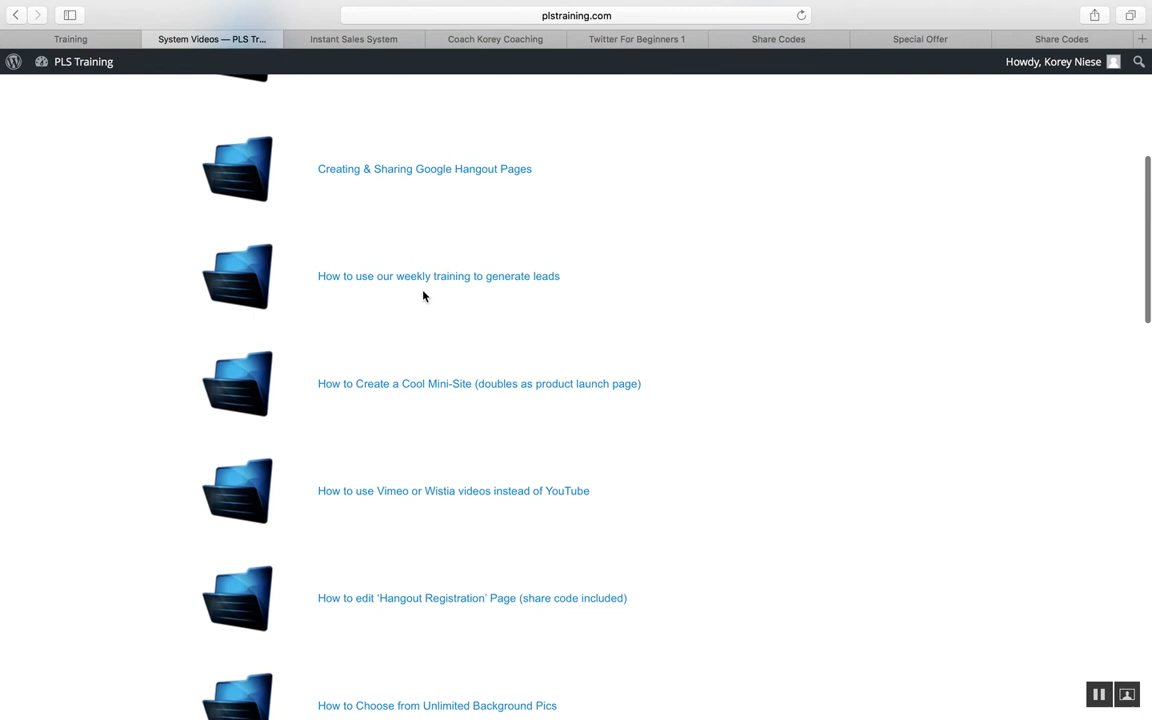 plstraining.com
Training
System Videos — PLS Tr...
Instant Sales System
Coach Korey Coaching
Twitter For Beginners 1
Share Codes
Special Offer
Share Codes
PLS Training
Howdy, Korey Niese
Creating & Sharing Google Hangout Pages
How to use our weekly training to generate leads
How to Create a Cool Mini-Site (doubles as product launch page)
How to use Vimeo or Wistia videos instead of YouTube
How to edit ‘Hangout Registration’ Page (share code included)
How to Choose from Unlimited Background Pics